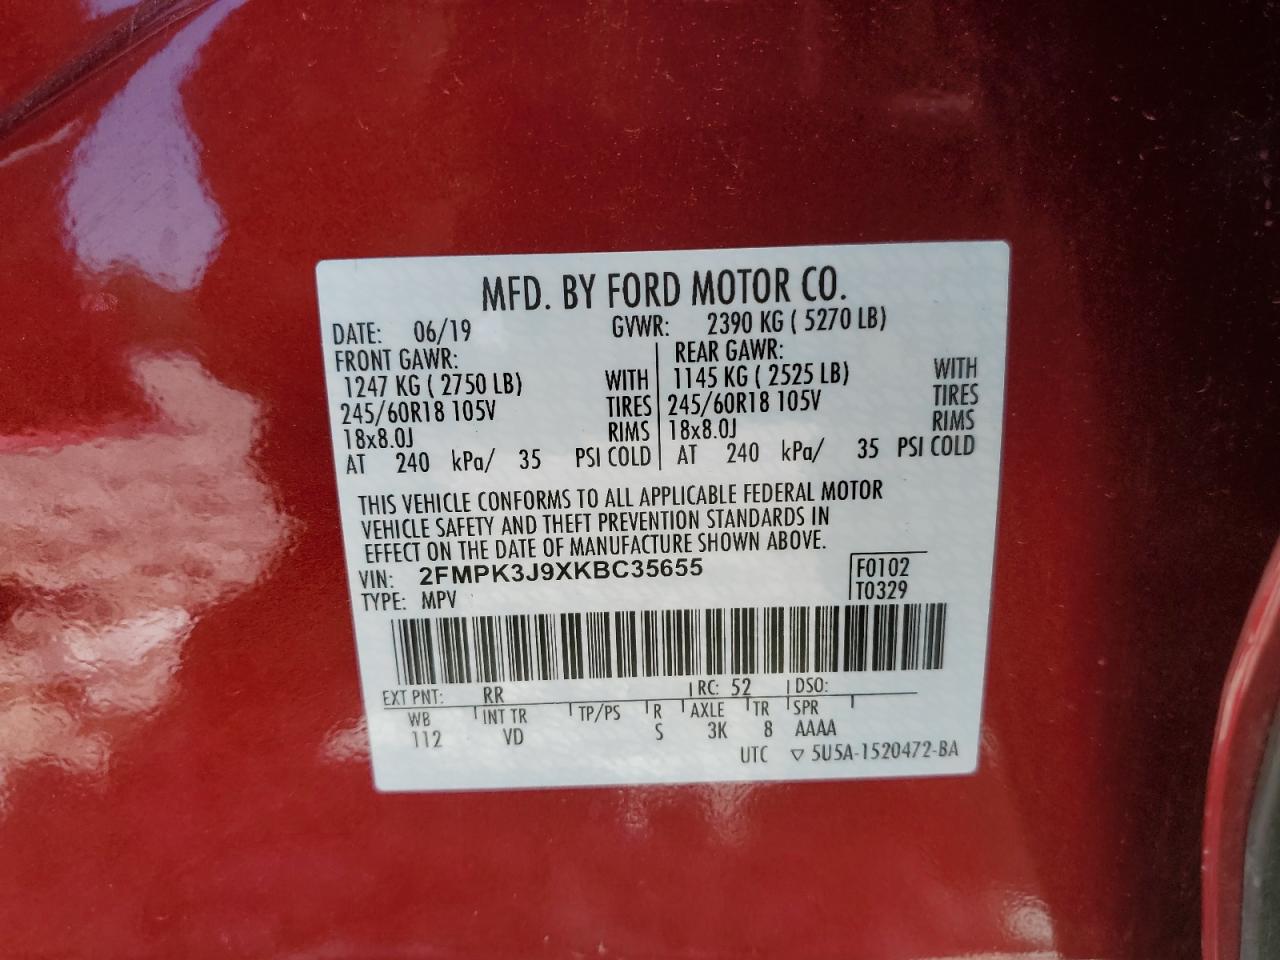 MFD. BY FORD MOTOR CO.
DATE: 06/19 GVWR: 2390 KG ( 5270 LB)
FRONT GAWR: REAR GAWR:
1247 KG ( 2750 LB) WITH 1145 KG ( 2525 LB) WITH
245/60R18 105V TIRES 245/60R18 105V TIRES
18x8.0J RIMS 18x8.0J RIMS
AT 240 kPa/ 35 PSI COLD AT 240 kPa/ 35 PSI COLD
THIS VEHICLE CONFORMS TO ALL APPLICABLE FEDERAL MOTOR
VEHICLE SAFETY AND THEFT PREVENTION STANDARDS IN
EFFECT ON THE DATE OF MANUFACTURE SHOWN ABOVE.
VIN: 2FMPK3J9XKBC35655 F0102
TYPE: MPV T0329
EXT PNT: RR RC: 52 DSO:
WB INT TR TP/PS R AXLE TR SPR
112 VD S 3K 8 AAAA
UTC ▽ 5U5A-1520472-BA